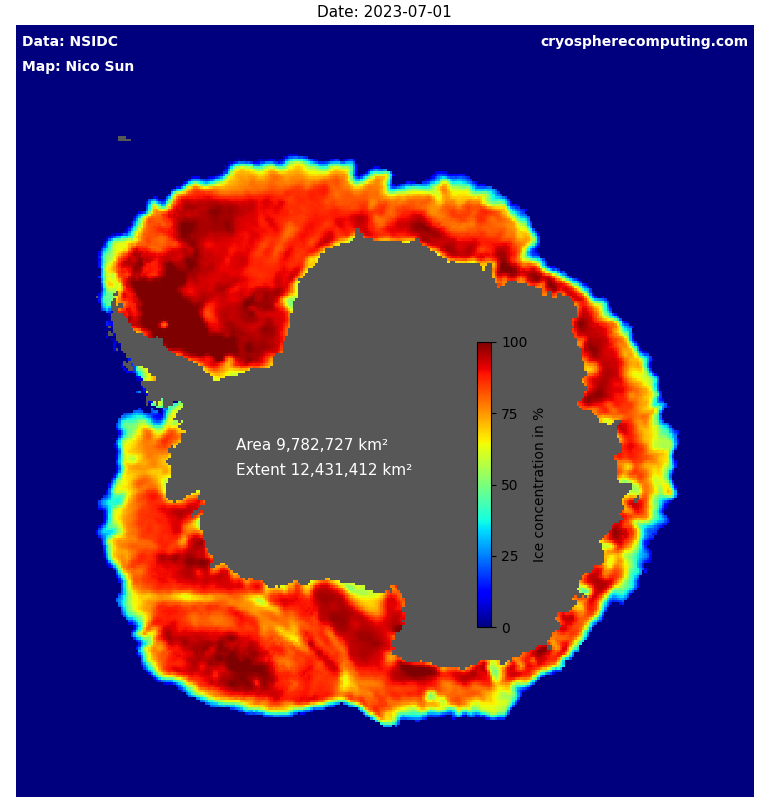 Date: 2023-07-01
Data: NSIDC
cryospherecomputing.com
Map: Nico Sun
100
75
Area 9,782,727 km²
Extent 12,431,412 km²
50
25
0
Ice concentration in %